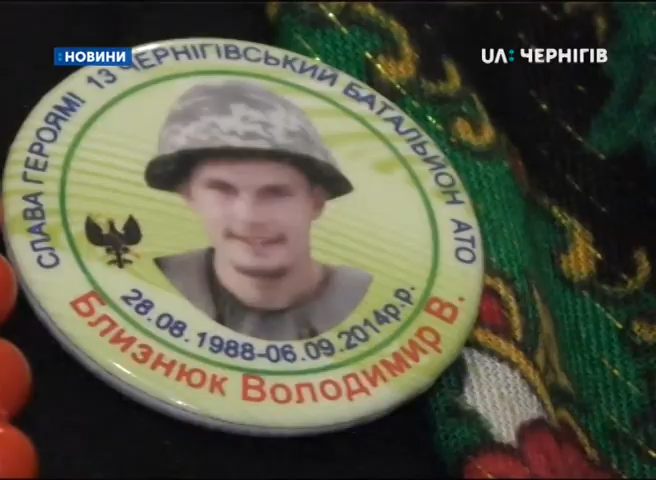 НОВИНИ
UA: ЧЕРНІГІВ
СЛАВА ГЕРОЯМ! 13 ЧЕРНІГІВСЬКИЙ БАТАЛЬЙОН АТО
28.08.1988-06.09.2014р.р.
Близнюк Володимир В.